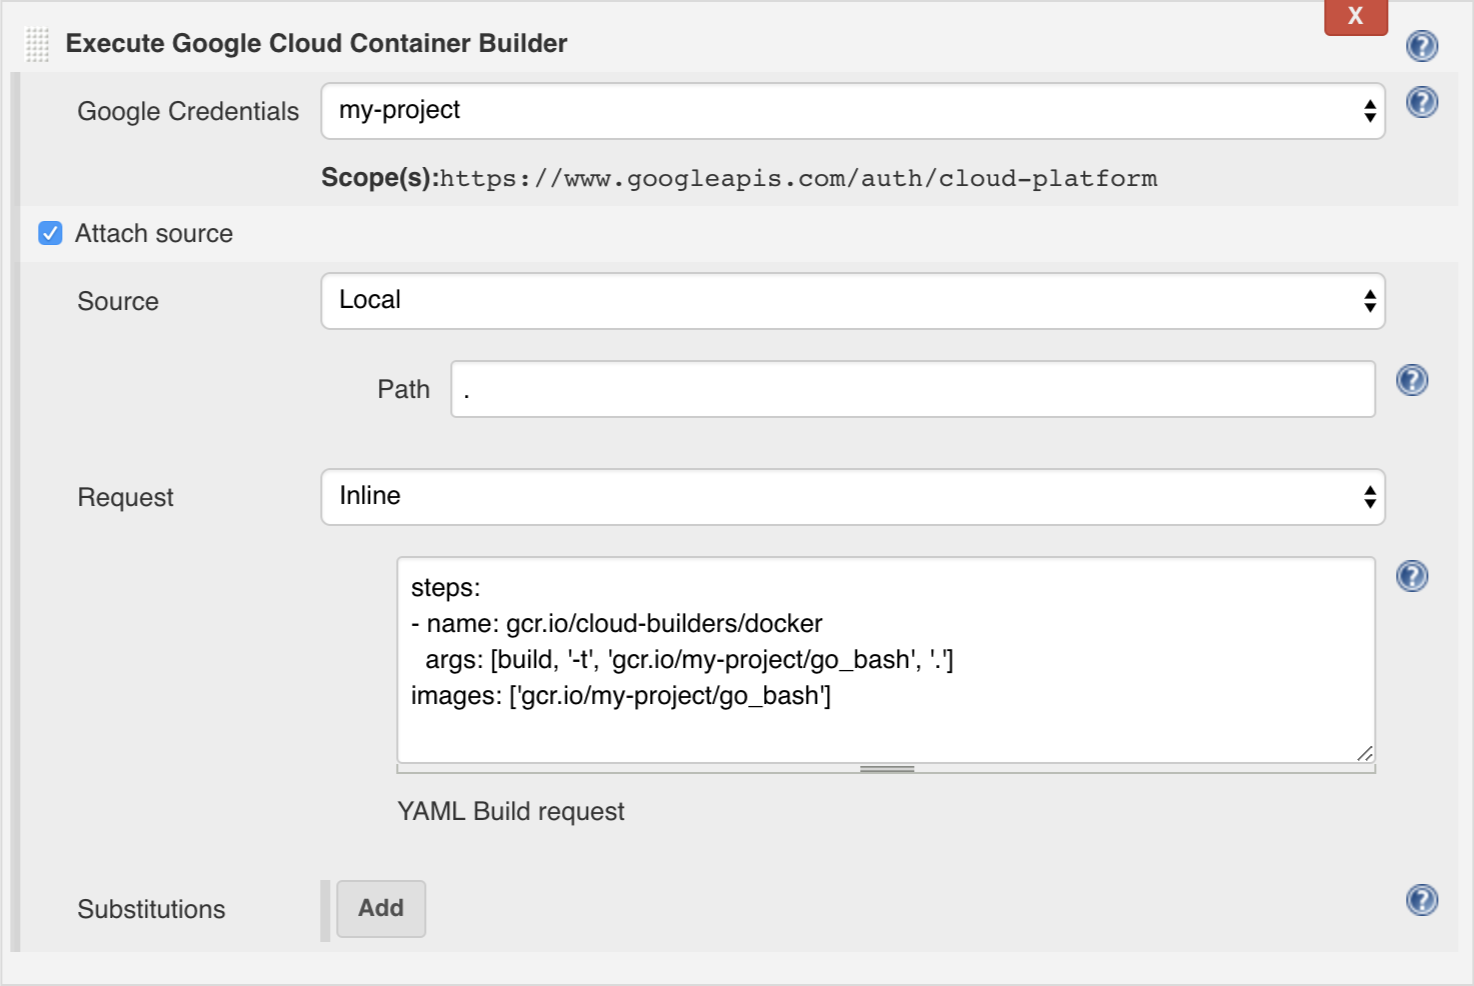 X
Execute Google Cloud Container Builder
?
Google Credentials my-project
?
Scope(s):https://www.googleapis.com/auth/cloud-platform
Attach source
Source Local
Path .
?
Request Inline
steps:
- name: gcr.io/cloud-builders/docker
  args: [build, '-t', 'gcr.io/my-project/go_bash', '.']
images: ['gcr.io/my-project/go_bash']
?
YAML Build request
Substitutions Add
?